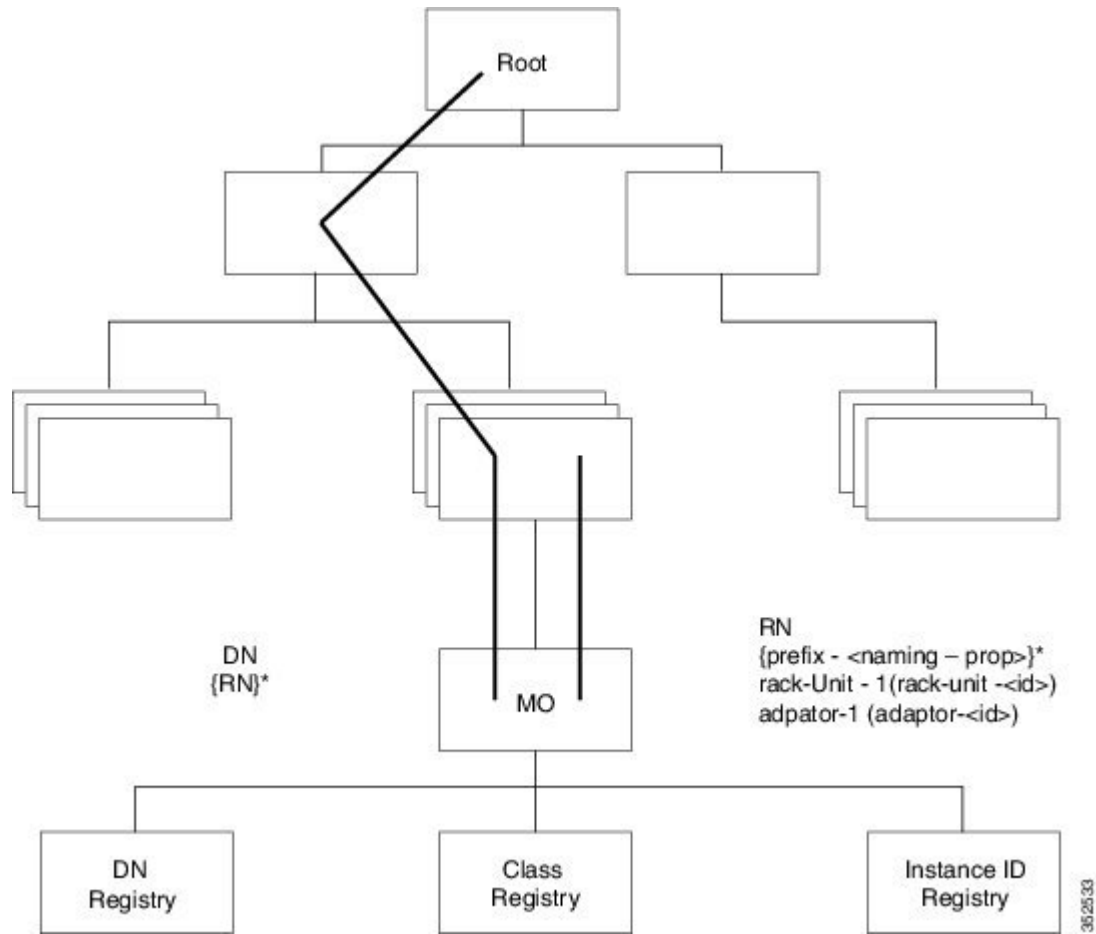 Root
DN
{RN}*
RN
{prefix - <naming – prop>}*
rack-Unit - 1(rack-unit -<id>)
adpator-1 (adaptor-<id>)
MO
DN
Registry
Class
Registry
Instance ID
Registry
352533